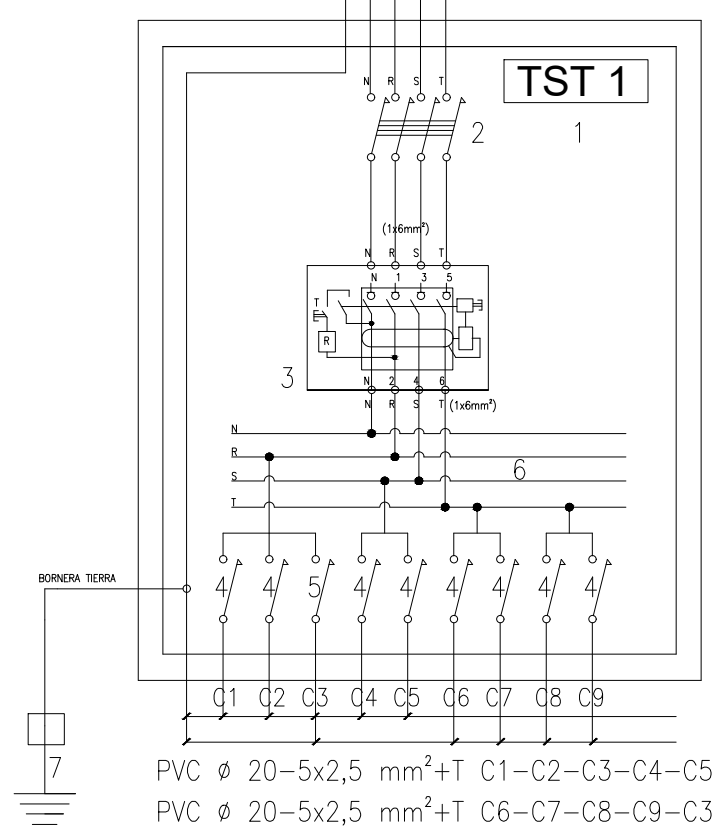 N R S T
TST 1
2
1
(1x6mm²)
N R S T
N 1 3 5
T
R
3
N 2 4 6
N R S T (1x6mm²)
N
R
S
T
6
BORNERA TIERRA
4 4 5 4 4 4 4 4 4
C1 C2 C3 C4 C5 C6 C7 C8 C9
7
PVC ø 20-5x2,5 mm²+T C1-C2-C3-C4-C5
PVC ø 20-5x2,5 mm²+T C6-C7-C8-C9-C3